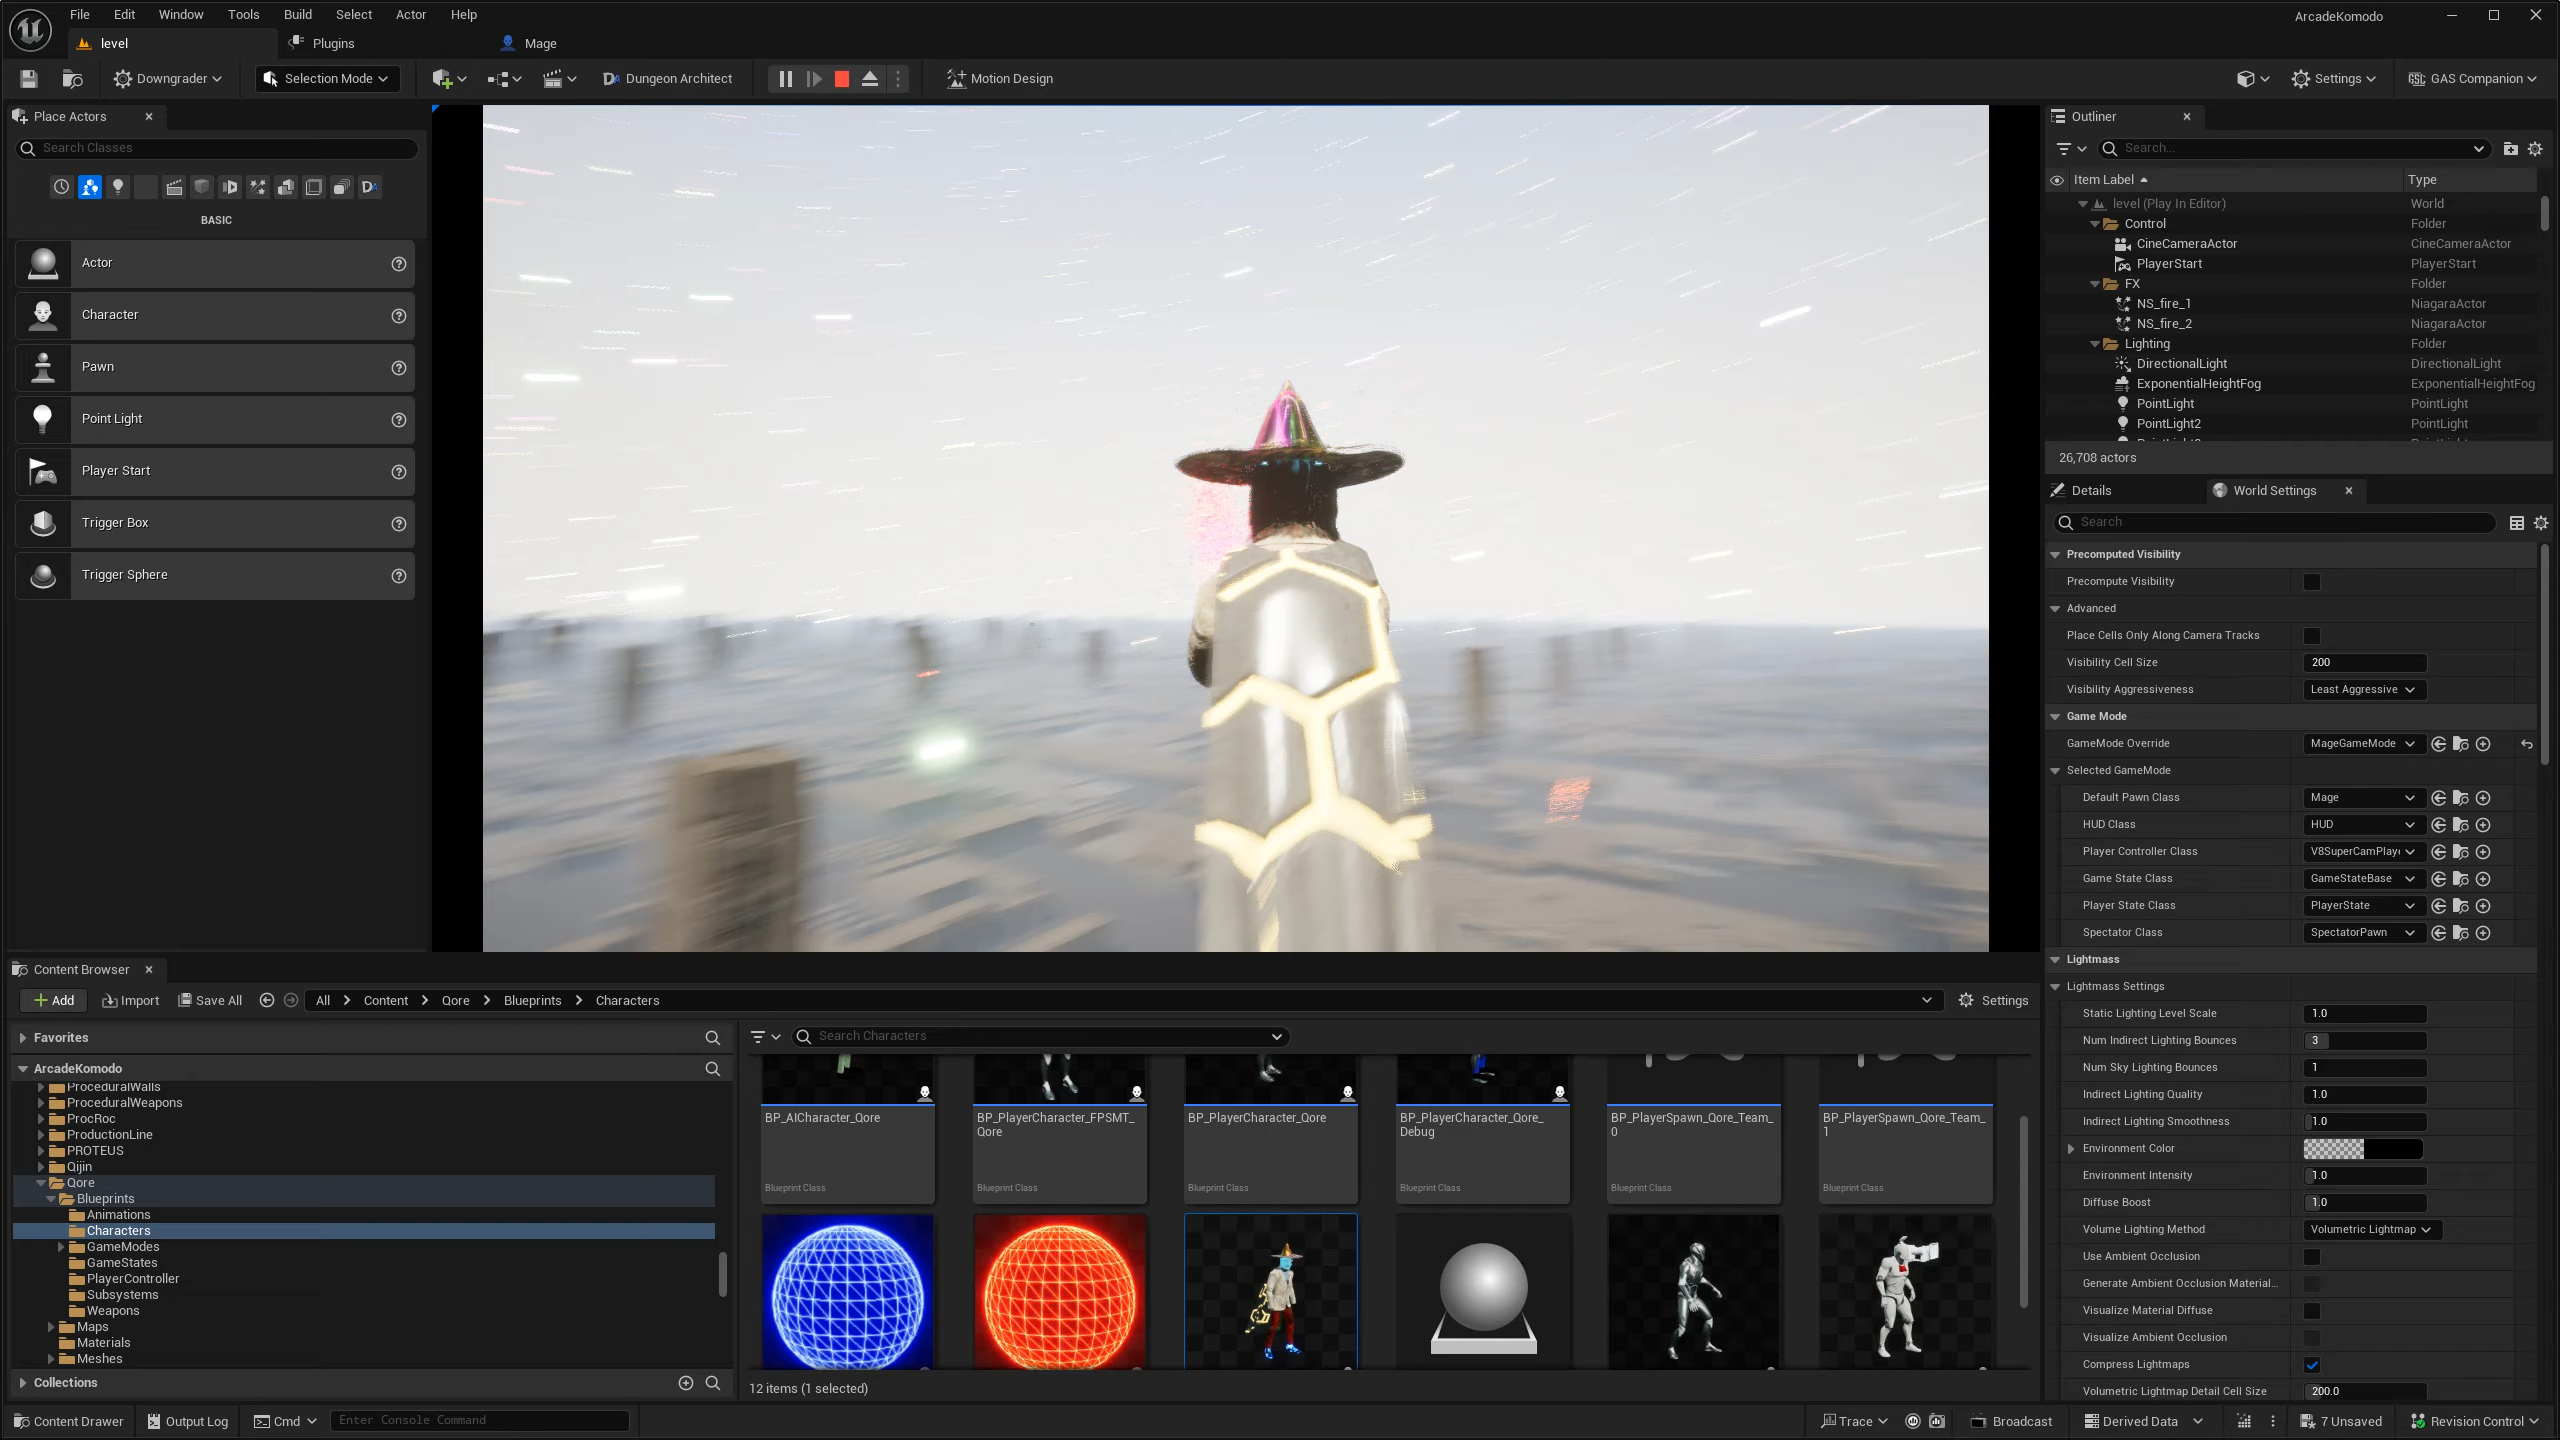 File Edit Window Tools Build Select Actor Help
ArcadeKomodo
level
Plugins
Mage
Downgrader
Selection Mode
Dungeon Architect
Motion Design
Settings
GAS Companion
Place Actors
Search Classes
BASIC
Actor
Character
Pawn
Point Light
Player Start
Trigger Box
Trigger Sphere
Outliner
Search...
Item Label Type
level (Play In Editor) World
Control Folder
CineCameraActor CineCameraActor
PlayerStart PlayerStart
FX Folder
NS_fire_1 NiagaraActor
NS_fire_2 NiagaraActor
Lighting Folder
DirectionalLight DirectionalLight
ExponentialHeightFog ExponentialHeightFog
PointLight PointLight
PointLight2 PointLight
26,708 actors
Details
World Settings
Search
Precomputed Visibility
Precompute Visibility
Advanced
Place Cells Only Along Camera Tracks
Visibility Cell Size 200
Visibility Aggressiveness Least Aggressive
Game Mode
GameMode Override MageGameMode
Selected GameMode
Default Pawn Class Mage
HUD Class HUD
Player Controller Class V8SuperCamPlay
Game State Class GameStateBase
Player State Class PlayerState
Spectator Class SpectatorPawn
Lightmass
Lightmass Settings
Static Lighting Level Scale 1.0
Num Indirect Lighting Bounces 3
Num Sky Lighting Bounces 1
Indirect Lighting Quality 1.0
Indirect Lighting Smoothness 1.0
Environment Color
Environment Intensity 1.0
Diffuse Boost 1.0
Volume Lighting Method Volumetric Lightmap
Use Ambient Occlusion
Generate Ambient Occlusion Material...
Visualize Material Diffuse
Visualize Ambient Occlusion
Compress Lightmaps
Volumetric Lightmap Detail Cell Size 200.0
Content Browser
Add
Import
Save All
All Content Qore Blueprints Characters
Settings
Favorites
ArcadeKomodo
ProceduralWalls
ProceduralWeapons
ProcRoc
ProductionLine
PROTEUS
Qijin
Qore
Blueprints
Animations
Characters
GameModes
GameStates
PlayerController
Subsystems
Weapons
Maps
Materials
Meshes
Collections
Search Characters
BP_AICharacter_Qore
Blueprint Class
BP_PlayerCharacter_FPSMT_
Qore
Blueprint Class
BP_PlayerCharacter_Qore
Blueprint Class
BP_PlayerCharacter_Qore_
Debug
Blueprint Class
BP_PlayerSpawn_Qore_Team_
0
Blueprint Class
BP_PlayerSpawn_Qore_Team_
1
Blueprint Class
12 items (1 selected)
Content Drawer
Output Log
Cmd
Enter Console Command
Trace
Broadcast
Derived Data
7 Unsaved
Revision Control